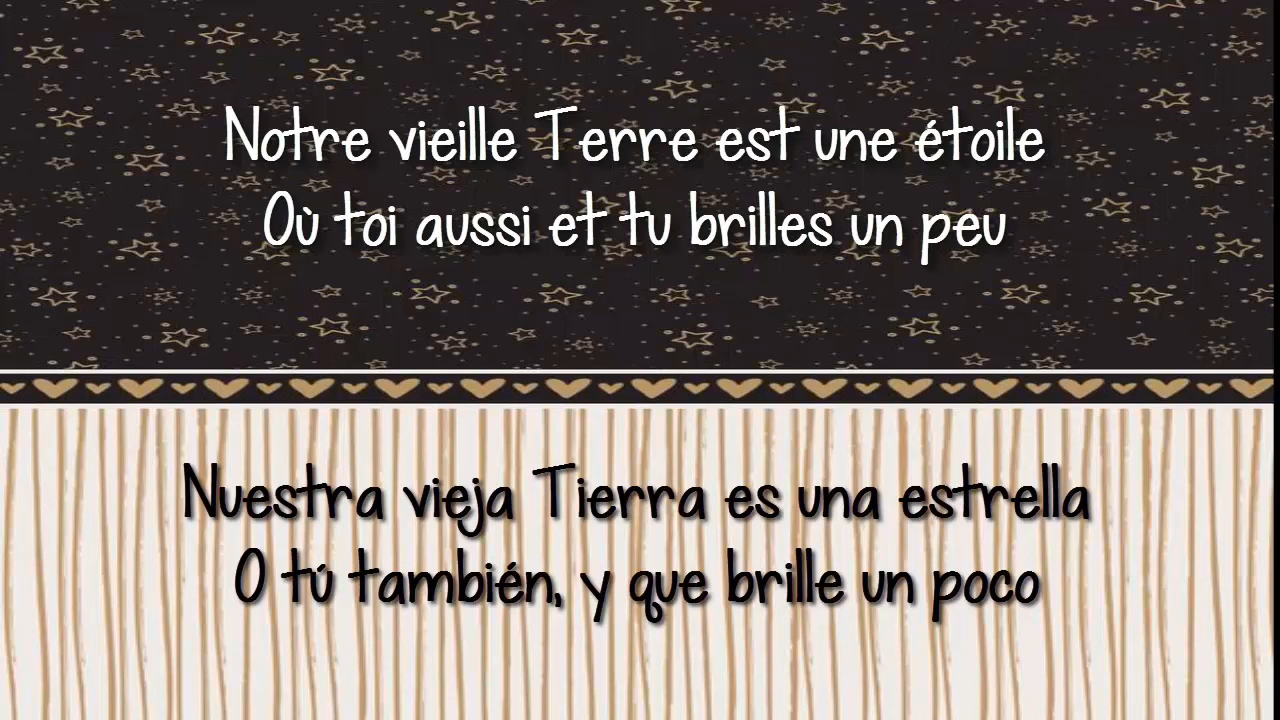 Notre vieille Terre est une étoile
Où toi aussi et tu brilles un peu
Nuestra vieja Tierra es una estrella
O tú también, y que brille un poco